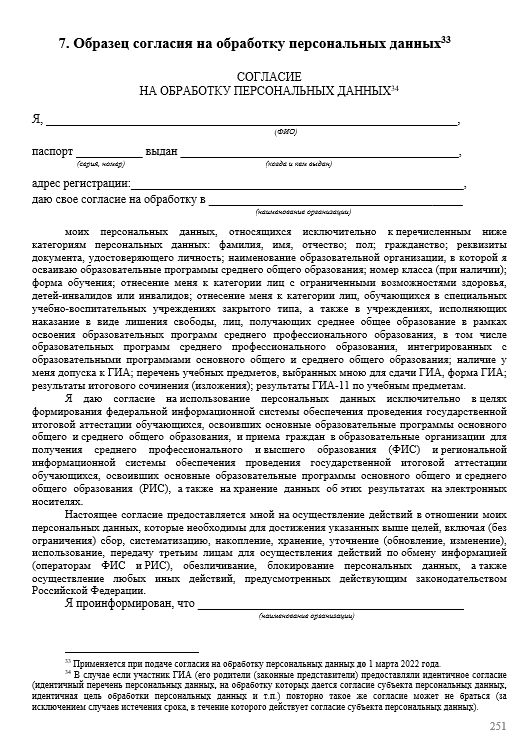 7. Образец согласия на обработку персональных данных33
СОГЛАСИЕ
НА ОБРАБОТКУ ПЕРСОНАЛЬНЫХ ДАННЫХ34
Я, ,
(ФИО)
паспорт выдан ,
(серия, номер) (когда и кем выдан)
адрес регистрации: ,
даю свое согласие на обработку в
(наименование организации)
моих персональных данных, относящихся исключительно к перечисленным ниже
категориям персональных данных: фамилия, имя, отчество; пол; гражданство; реквизиты
документа, удостоверяющего личность; наименование образовательной организации, в которой я
осваиваю образовательные программы среднего общего образования; номер класса (при наличии);
форма обучения; отнесение меня к категории лиц с ограниченными возможностями здоровья,
детей-инвалидов или инвалидов; отнесение меня к категории лиц, обучающихся в специальных
учебно-воспитательных учреждениях закрытого типа, а также в учреждениях, исполняющих
наказание в виде лишения свободы, лиц, получающих среднее общее образование в рамках
освоения образовательных программ среднего профессионального образования, в том числе
образовательных программ среднего профессионального образования, интегрированных с
образовательными программами основного общего и среднего общего образования; наличие у
меня допуска к ГИА; перечень учебных предметов, выбранных мною для сдачи ГИА, форма ГИА;
результаты итогового сочинения (изложения); результаты ГИА-11 по учебным предметам.
Я даю согласие на использование персональных данных исключительно в целях
формирования федеральной информационной системы обеспечения проведения государственной
итоговой аттестации обучающихся, освоивших основные образовательные программы основного
общего и среднего общего образования, и приема граждан в образовательные организации для
получения среднего профессионального и высшего образования (ФИС) и региональной
информационной системы обеспечения проведения государственной итоговой аттестации
обучающихся, освоивших основные образовательные программы основного общего и среднего
общего образования (РИС), а также на хранение данных об этих результатах на электронных
носителях.
Настоящее согласие предоставляется мной на осуществление действий в отношении моих
персональных данных, которые необходимы для достижения указанных выше целей, включая (без
ограничения) сбор, систематизацию, накопление, хранение, уточнение (обновление, изменение),
использование, передачу третьим лицам для осуществления действий по обмену информацией
(операторам ФИС и РИС), обезличивание, блокирование персональных данных, а также
осуществление любых иных действий, предусмотренных действующим законодательством
Российской Федерации.
Я проинформирован, что
(наименование организации)
33 Применяется при подаче согласия на обработку персональных данных до 1 марта 2022 года.
34 В случае если участник ГИА (его родители (законные представители) предоставляли идентичное согласие
(идентичный перечень персональных данных, на обработку которых дается согласие субъекта персональных данных,
идентичная цель обработки персональных данных и т.п.) повторно такое же согласие может не браться (за
исключением случаев истечения срока, в течение которого действует согласие субъекта персональных данных).
251